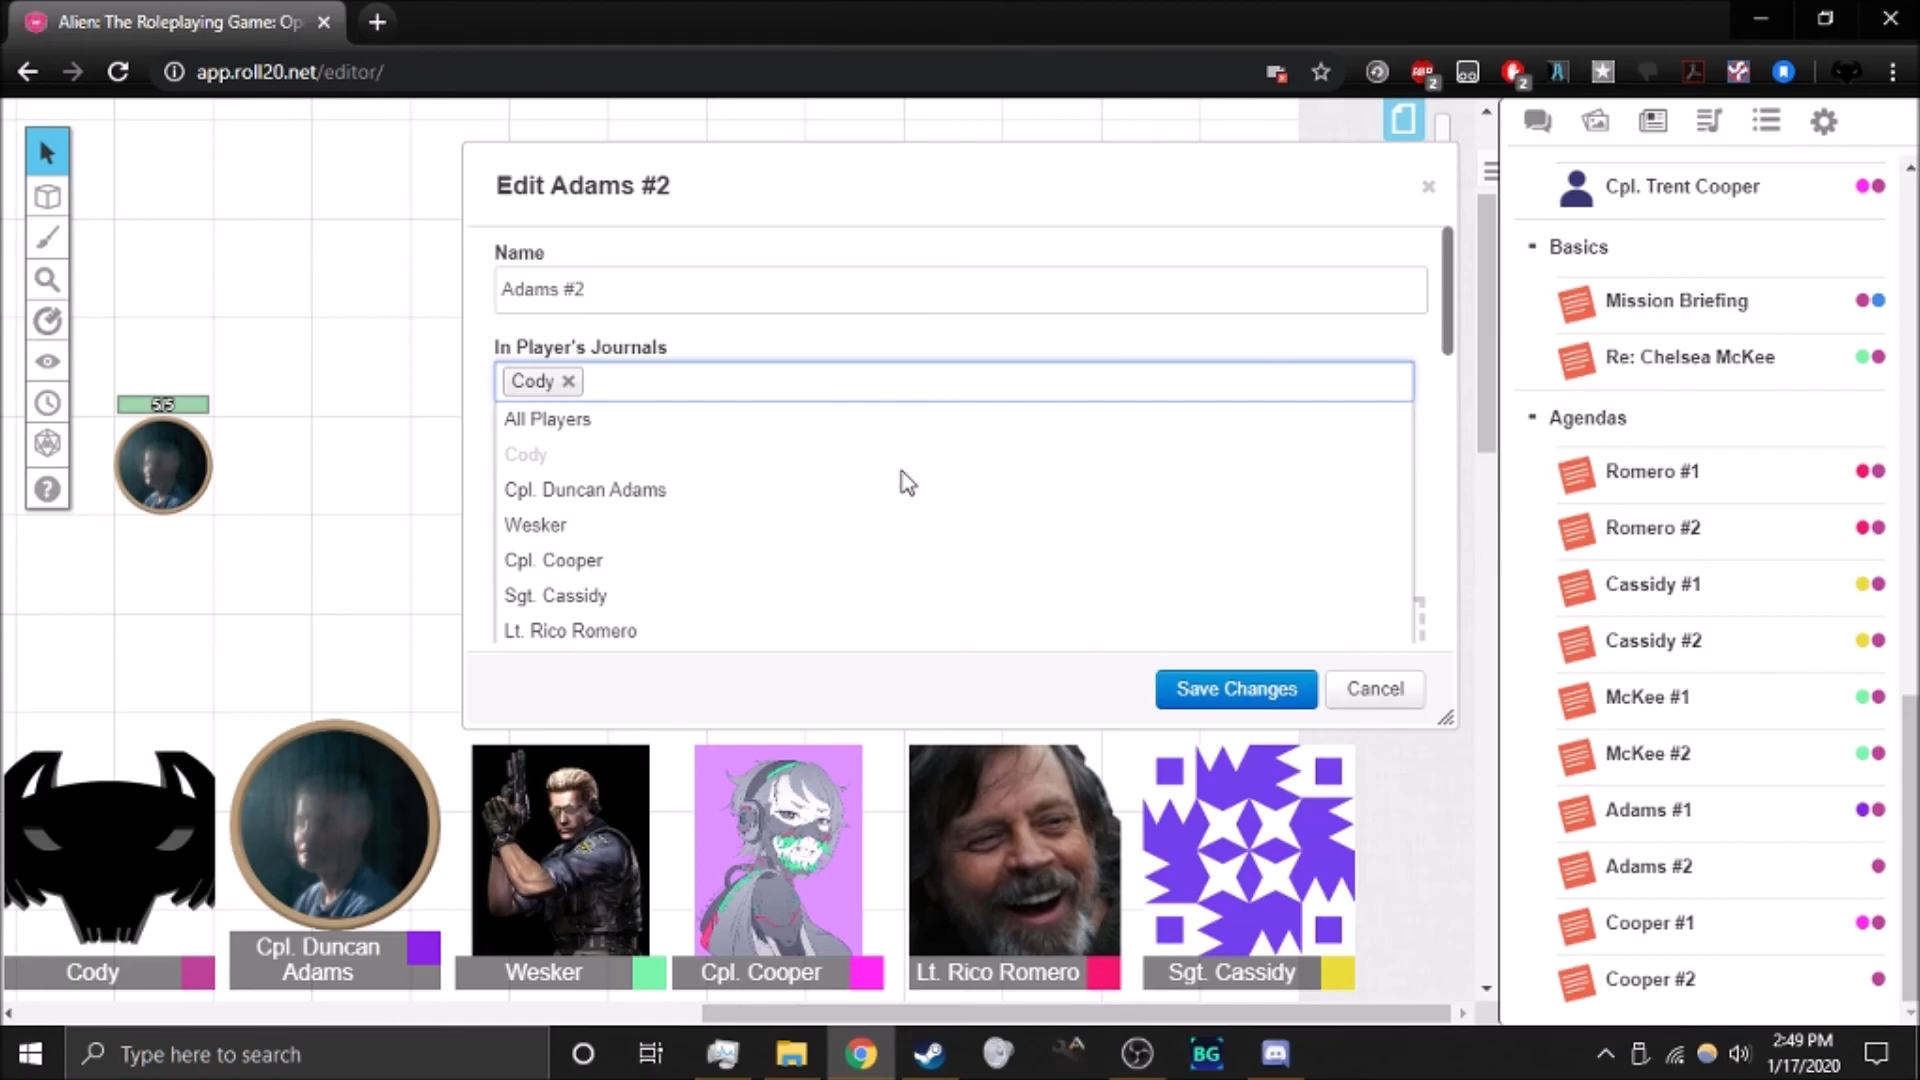 Alien: The Roleplaying Game: Op
app.roll20.net/editor/
2
2
Edit Adams #2
Name
Adams #2
In Player's Journals
Cody
All Players
Cody
Cpl. Duncan Adams
Wesker
Cpl. Cooper
Sgt. Cassidy
Lt. Rico Romero
Save Changes
Cancel
5/5
Cody
Cpl. Duncan
Adams
Wesker
Cpl. Cooper
Lt. Rico Romero
Sgt. Cassidy
Cpl. Trent Cooper
Basics
Mission Briefing
Re: Chelsea McKee
Agendas
Romero #1
Romero #2
Cassidy #1
Cassidy #2
McKee #1
McKee #2
Adams #1
Adams #2
Cooper #1
Cooper #2
Type here to search
BG
2:49 PM
1/17/2020